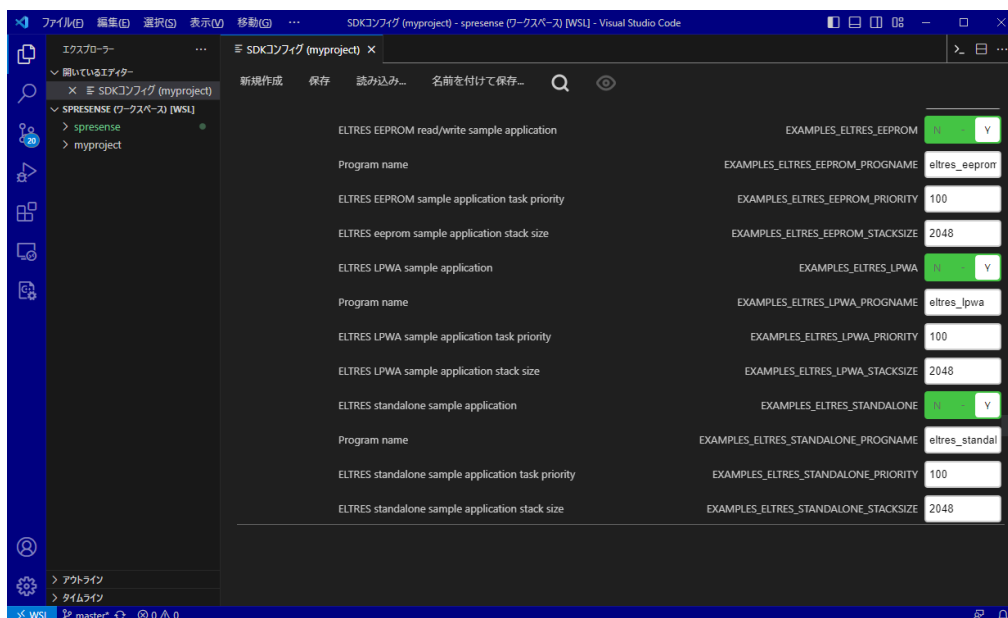 ファイル(F) 編集(E) 選択(S) 表示(V) 移動(G) ··· SDKコンフィグ (myproject) - spresense (ワークスペース) [WSL] - Visual Studio Code
エクスプローラー ···
開いているエディター
SDKコンフィグ (myproject)
SPRESENSE (ワークスペース) [WSL]
spresense
myproject
20
アウトライン
タイムライン
SDKコンフィグ (myproject)
新規作成 保存 読み込み... 名前を付けて保存...
ELTRES EEPROM read/write sample application EXAMPLES_ELTRES_EEPROM N - Y
Program name EXAMPLES_ELTRES_EEPROM_PROGNAME eltres_eeprom
ELTRES EEPROM sample application task priority EXAMPLES_ELTRES_EEPROM_PRIORITY 100
ELTRES eeprom sample application stack size EXAMPLES_ELTRES_EEPROM_STACKSIZE 2048
ELTRES LPWA sample application EXAMPLES_ELTRES_LPWA N - Y
Program name EXAMPLES_ELTRES_LPWA_PROGNAME eltres_lpwa
ELTRES LPWA sample application task priority EXAMPLES_ELTRES_LPWA_PRIORITY 100
ELTRES LPWA sample application stack size EXAMPLES_ELTRES_LPWA_STACKSIZE 2048
ELTRES standalone sample application EXAMPLES_ELTRES_STANDALONE N - Y
Program name EXAMPLES_ELTRES_STANDALONE_PROGNAME eltres_standal
ELTRES standalone sample application task priority EXAMPLES_ELTRES_STANDALONE_PRIORITY 100
ELTRES standalone sample application stack size EXAMPLES_ELTRES_STANDALONE_STACKSIZE 2048
WSL master* 0 0